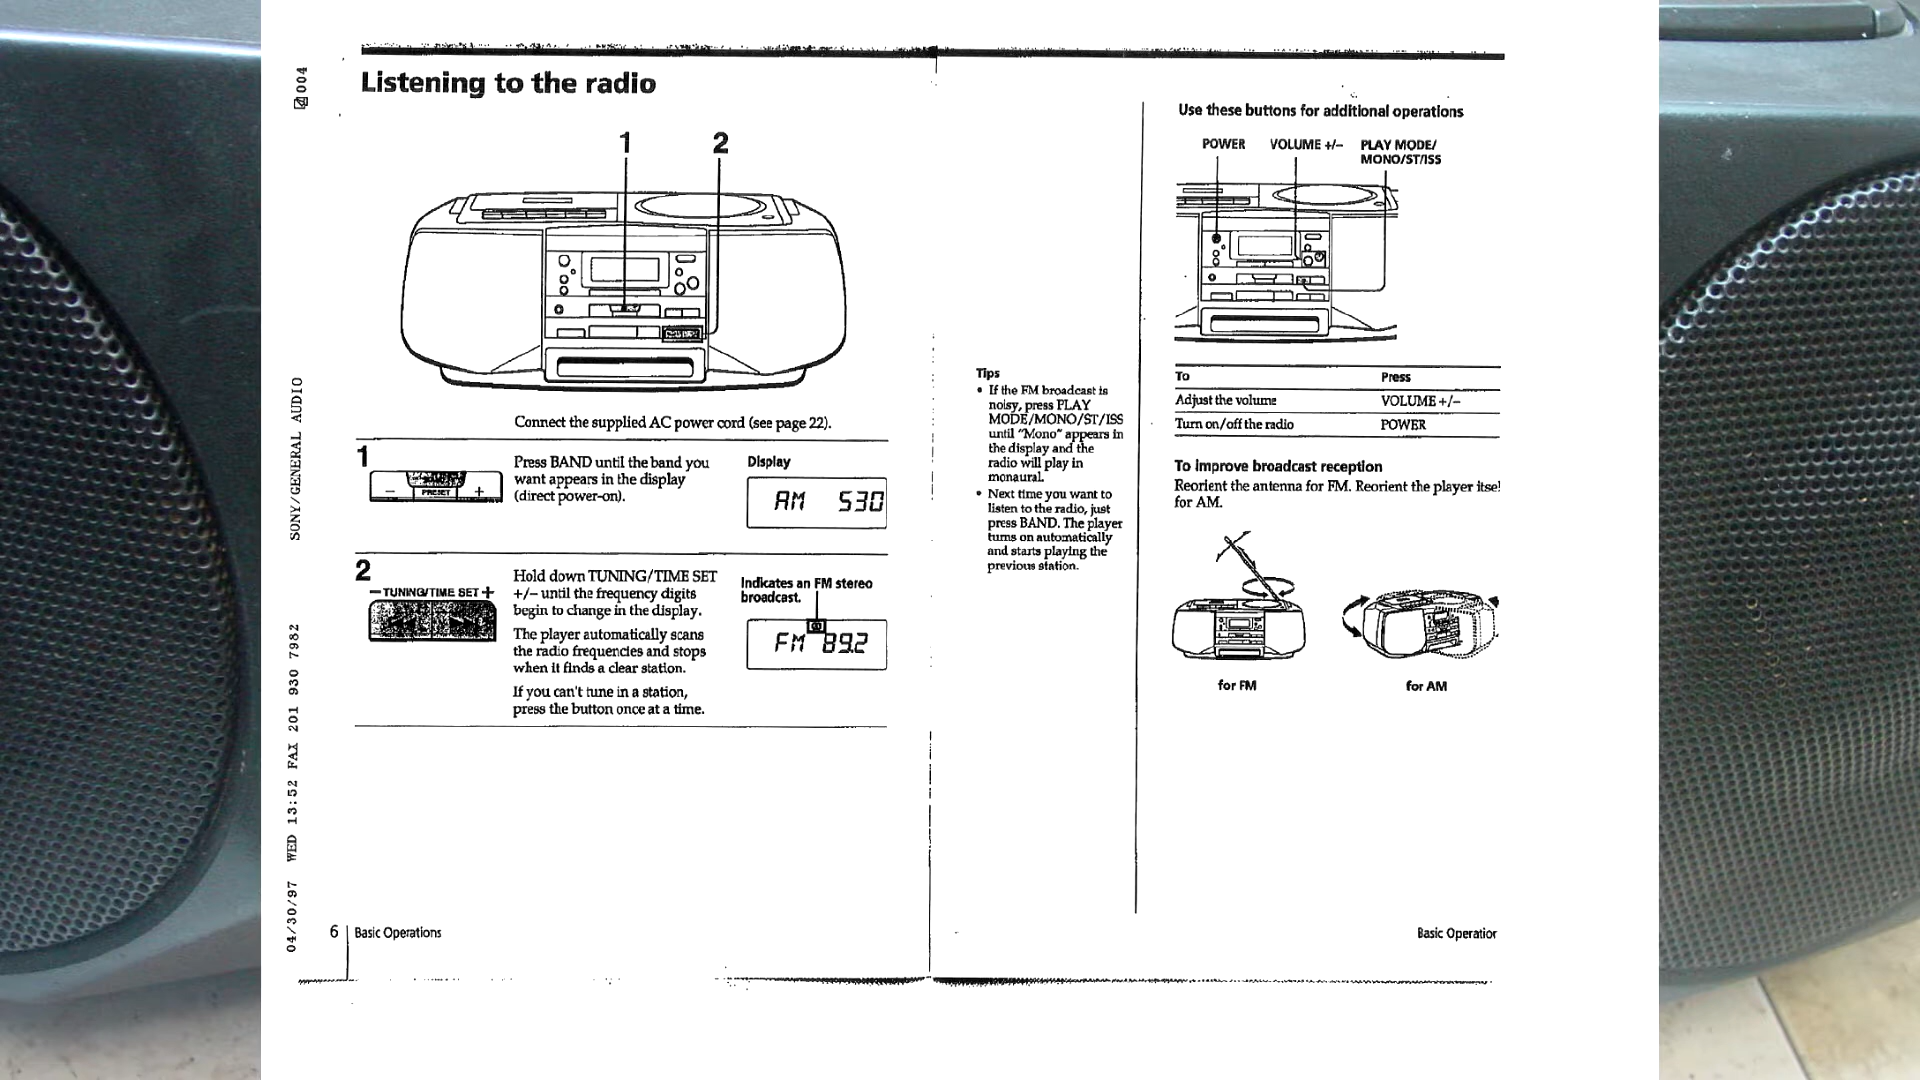 004
SONY/GENERAL AUDIO
04/30/97 WED 13:52 FAX 201 930 7982
Listening to the radio
1 2
Connect the supplied AC power cord (see page 22).
1
– PRESET +
Press BAND until the band you
want appears in the display
(direct power-on).
Display
AM 530
2
– TUNING/TIME SET +
Hold down TUNING/TIME SET
+/– until the frequency digits
begin to change in the display.
The player automatically scans
the radio frequencies and stops
when it finds a clear station.
If you can't tune in a station,
press the button once at a time.
Indicates an FM stereo
broadcast.
FM 89.2
6 Basic Operations
Tips
• If the FM broadcast is
noisy, press PLAY
MODE/MONO/ST/ISS
until "Mono" appears in
the display and the
radio will play in
monaural.
• Next time you want to
listen to the radio, just
press BAND. The player
turns on automatically
and starts playing the
previous station.
Use these buttons for additional operations
POWER VOLUME +/– PLAY MODE/
MONO/ST/ISS
To Press
Adjust the volume VOLUME +/–
Turn on/off the radio POWER
To improve broadcast reception
Reorient the antenna for FM. Reorient the player itsel
for AM.
for FM for AM
Basic Operation